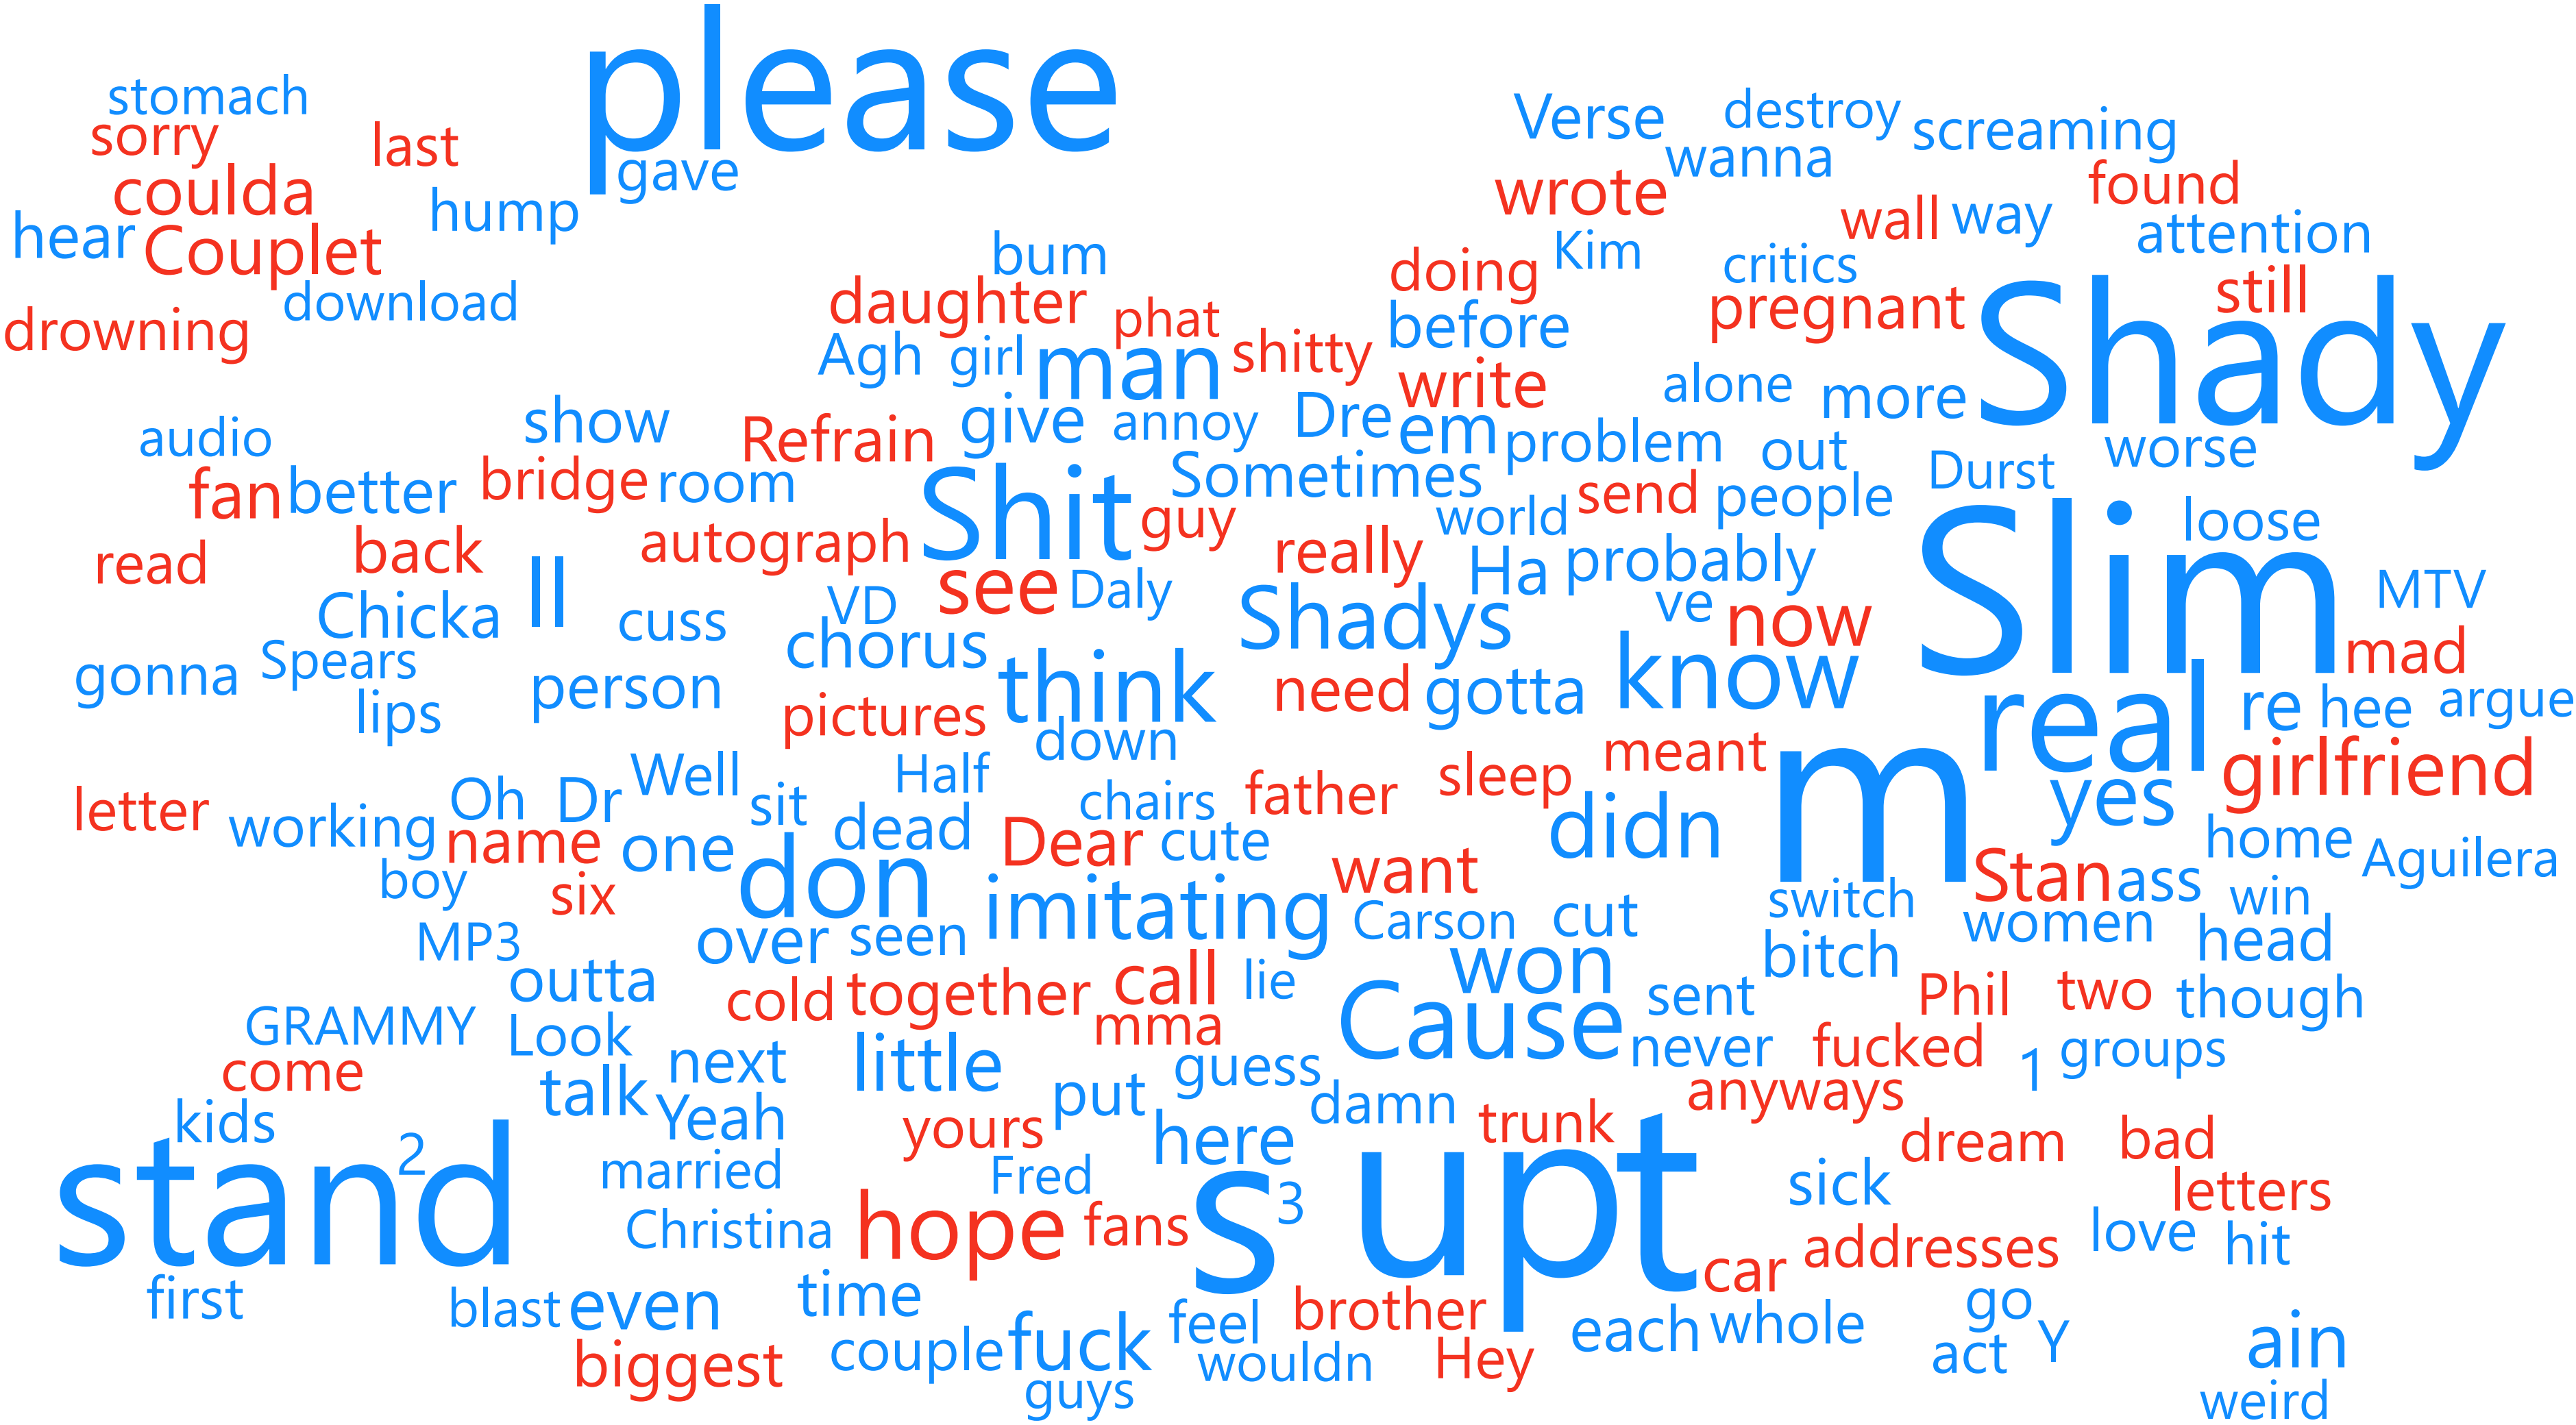 please
stomach
Verse destroy screaming
sorry last
gave
wanna
coulda
wrote
found
hear Couplet hump
wall way attention
bum
Kim
doing critics
download
daughter phat
pregnant
Shady
still
drowning
Agh girl man shitty before
write alone more
show
give annoy Dre em
audio
Refrain
problem out worse
fan better bridge room
Shit Sometimes
send people Durst
autograph guy
world
loose
read back
really
Slim
Ha probably
Chicka ll cuss VD see Daly
Shadys ve now
MTV
chorus
know
mad
gonna Spears person
think
need gotta
lips
pictures
real re hee argue
down
meant
m
girlfriend
Well Half
father sleep
letter working Oh Dr sit
chairs
didn
yes
name one dead Dear cute
home Aguilera
boy six don
want
Stan ass
imitating
Carson cut switch women win
MP3
over seen
head
outta
won bitch
cold together call lie
sent Phil two though
GRAMMY Look
mma
Cause
come
next little
guess
never fucked 1 groups
talk
put
damn
anyways
kids
Yeah
yours
here
trunk
dream bad
stand 2
married
Fred
s 3 up t
sick
letters
Christina hope fans
love hit
addresses
car
first blast even time
feel brother
each whole go
biggest couple fuck
wouldn Hey
act Y ain
guys
weird